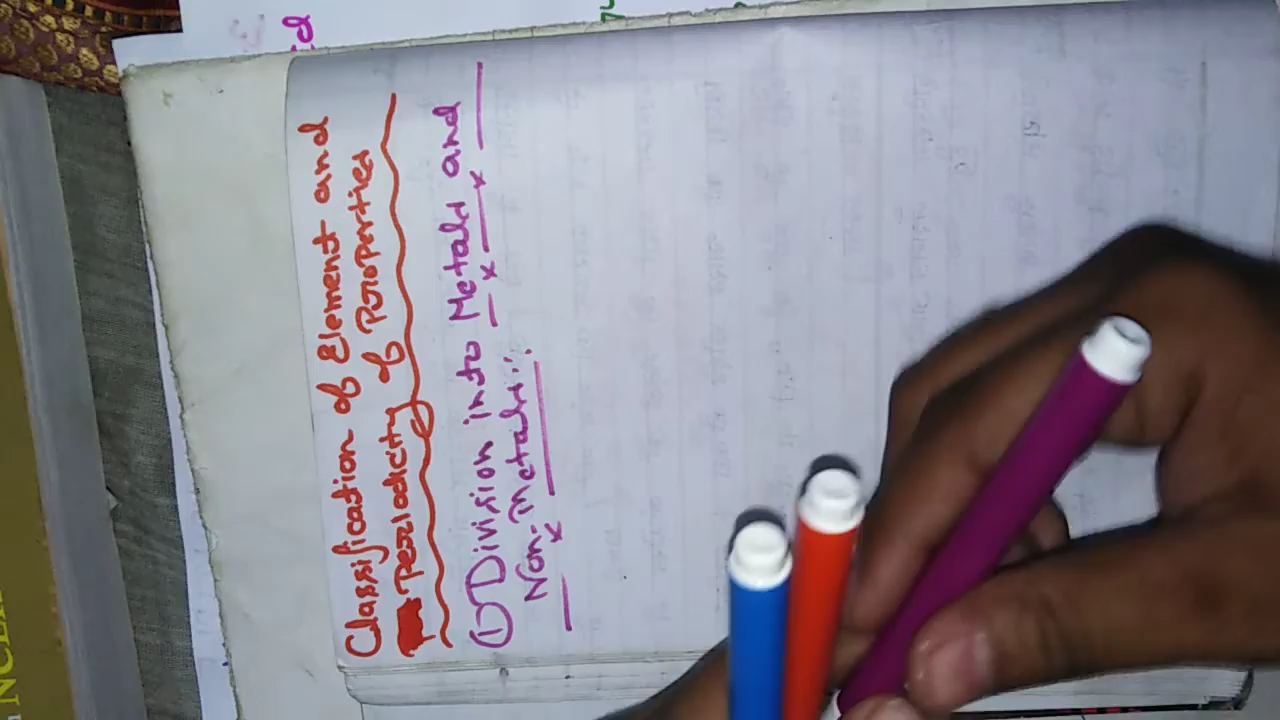 Classification of Element and
Periodicity of Properties
① Division into Metals and
Non-Metals: